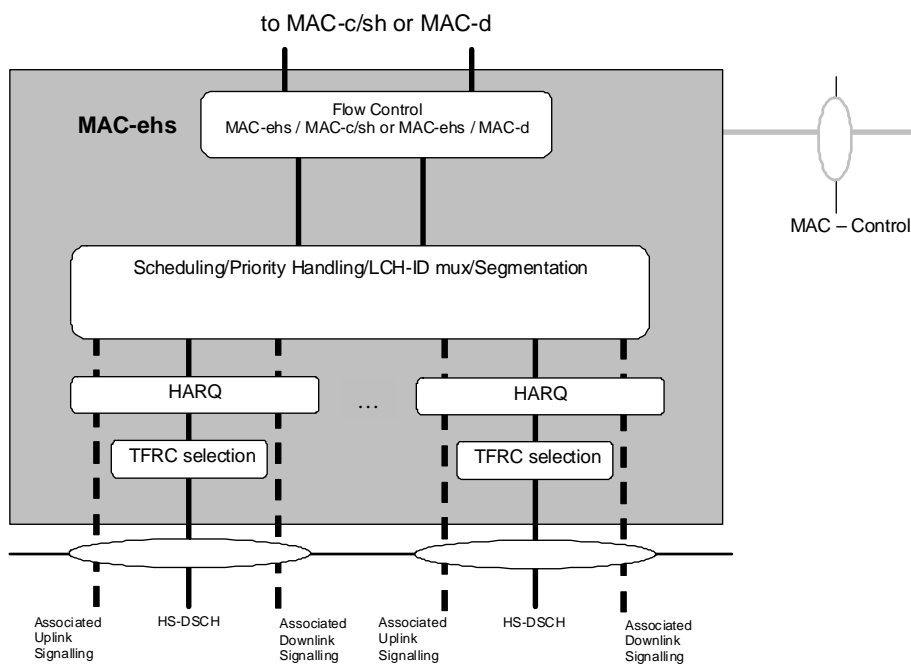 to MAC-c/sh or MAC-d
MAC-ehs
Flow Control
MAC-ehs / MAC-c/sh or MAC-ehs / MAC-d
MAC – Control
Scheduling/Priority Handling/LCH-ID mux/Segmentation
HARQ
...
HARQ
TFRC selection
TFRC selection
Associated
Uplink
Signalling
HS-DSCH
Associated
Downlink
Signalling
Associated
Uplink
Signalling
HS-DSCH
Associated
Downlink
Signalling